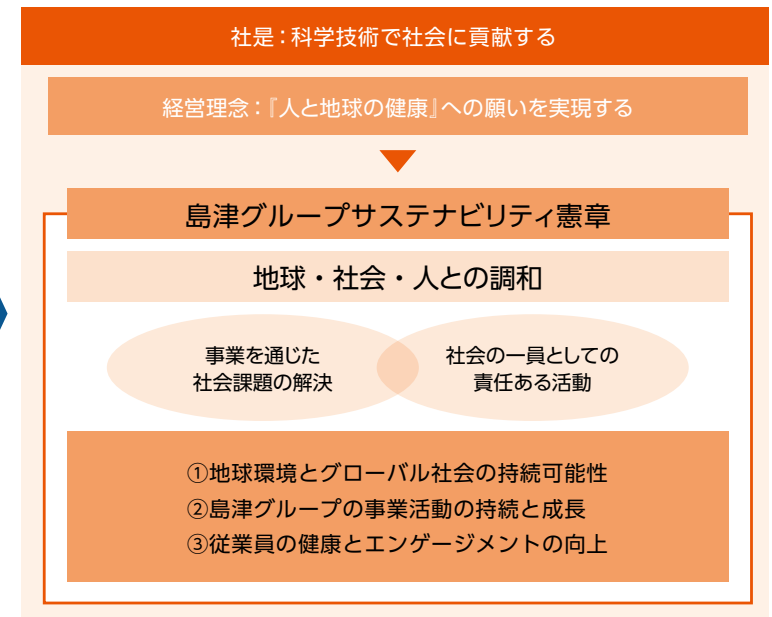 社是：科学技術で社会に貢献する
経営理念：『人と地球の健康』への願いを実現する
島津グループサステナビリティ憲章
地球・社会・人との調和
事業を通じた
社会課題の解決
社会の一員としての
責任ある活動
①地球環境とグローバル社会の持続可能性
②島津グループの事業活動の持続と成長
③従業員の健康とエンゲージメントの向上